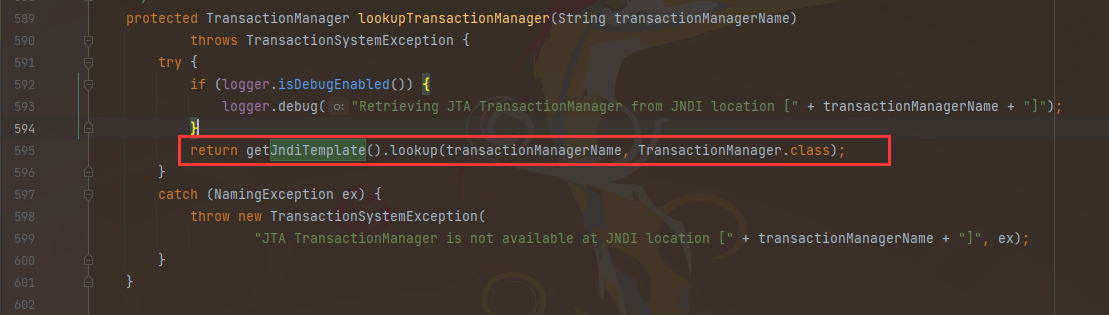 589 protected TransactionManager lookupTransactionManager(String transactionManagerName)
590 throws TransactionSystemException {
591 try {
592 if (logger.isDebugEnabled()) {
593 logger.debug( o: "Retrieving JTA TransactionManager from JNDI location [" + transactionManagerName + "]");
594 }
595 return getJndiTemplate().lookup(transactionManagerName, TransactionManager.class);
596 }
597 catch (NamingException ex) {
598 throw new TransactionSystemException(
599 "JTA TransactionManager is not available at JNDI location [" + transactionManagerName + "]", ex);
600 }
601 }
602